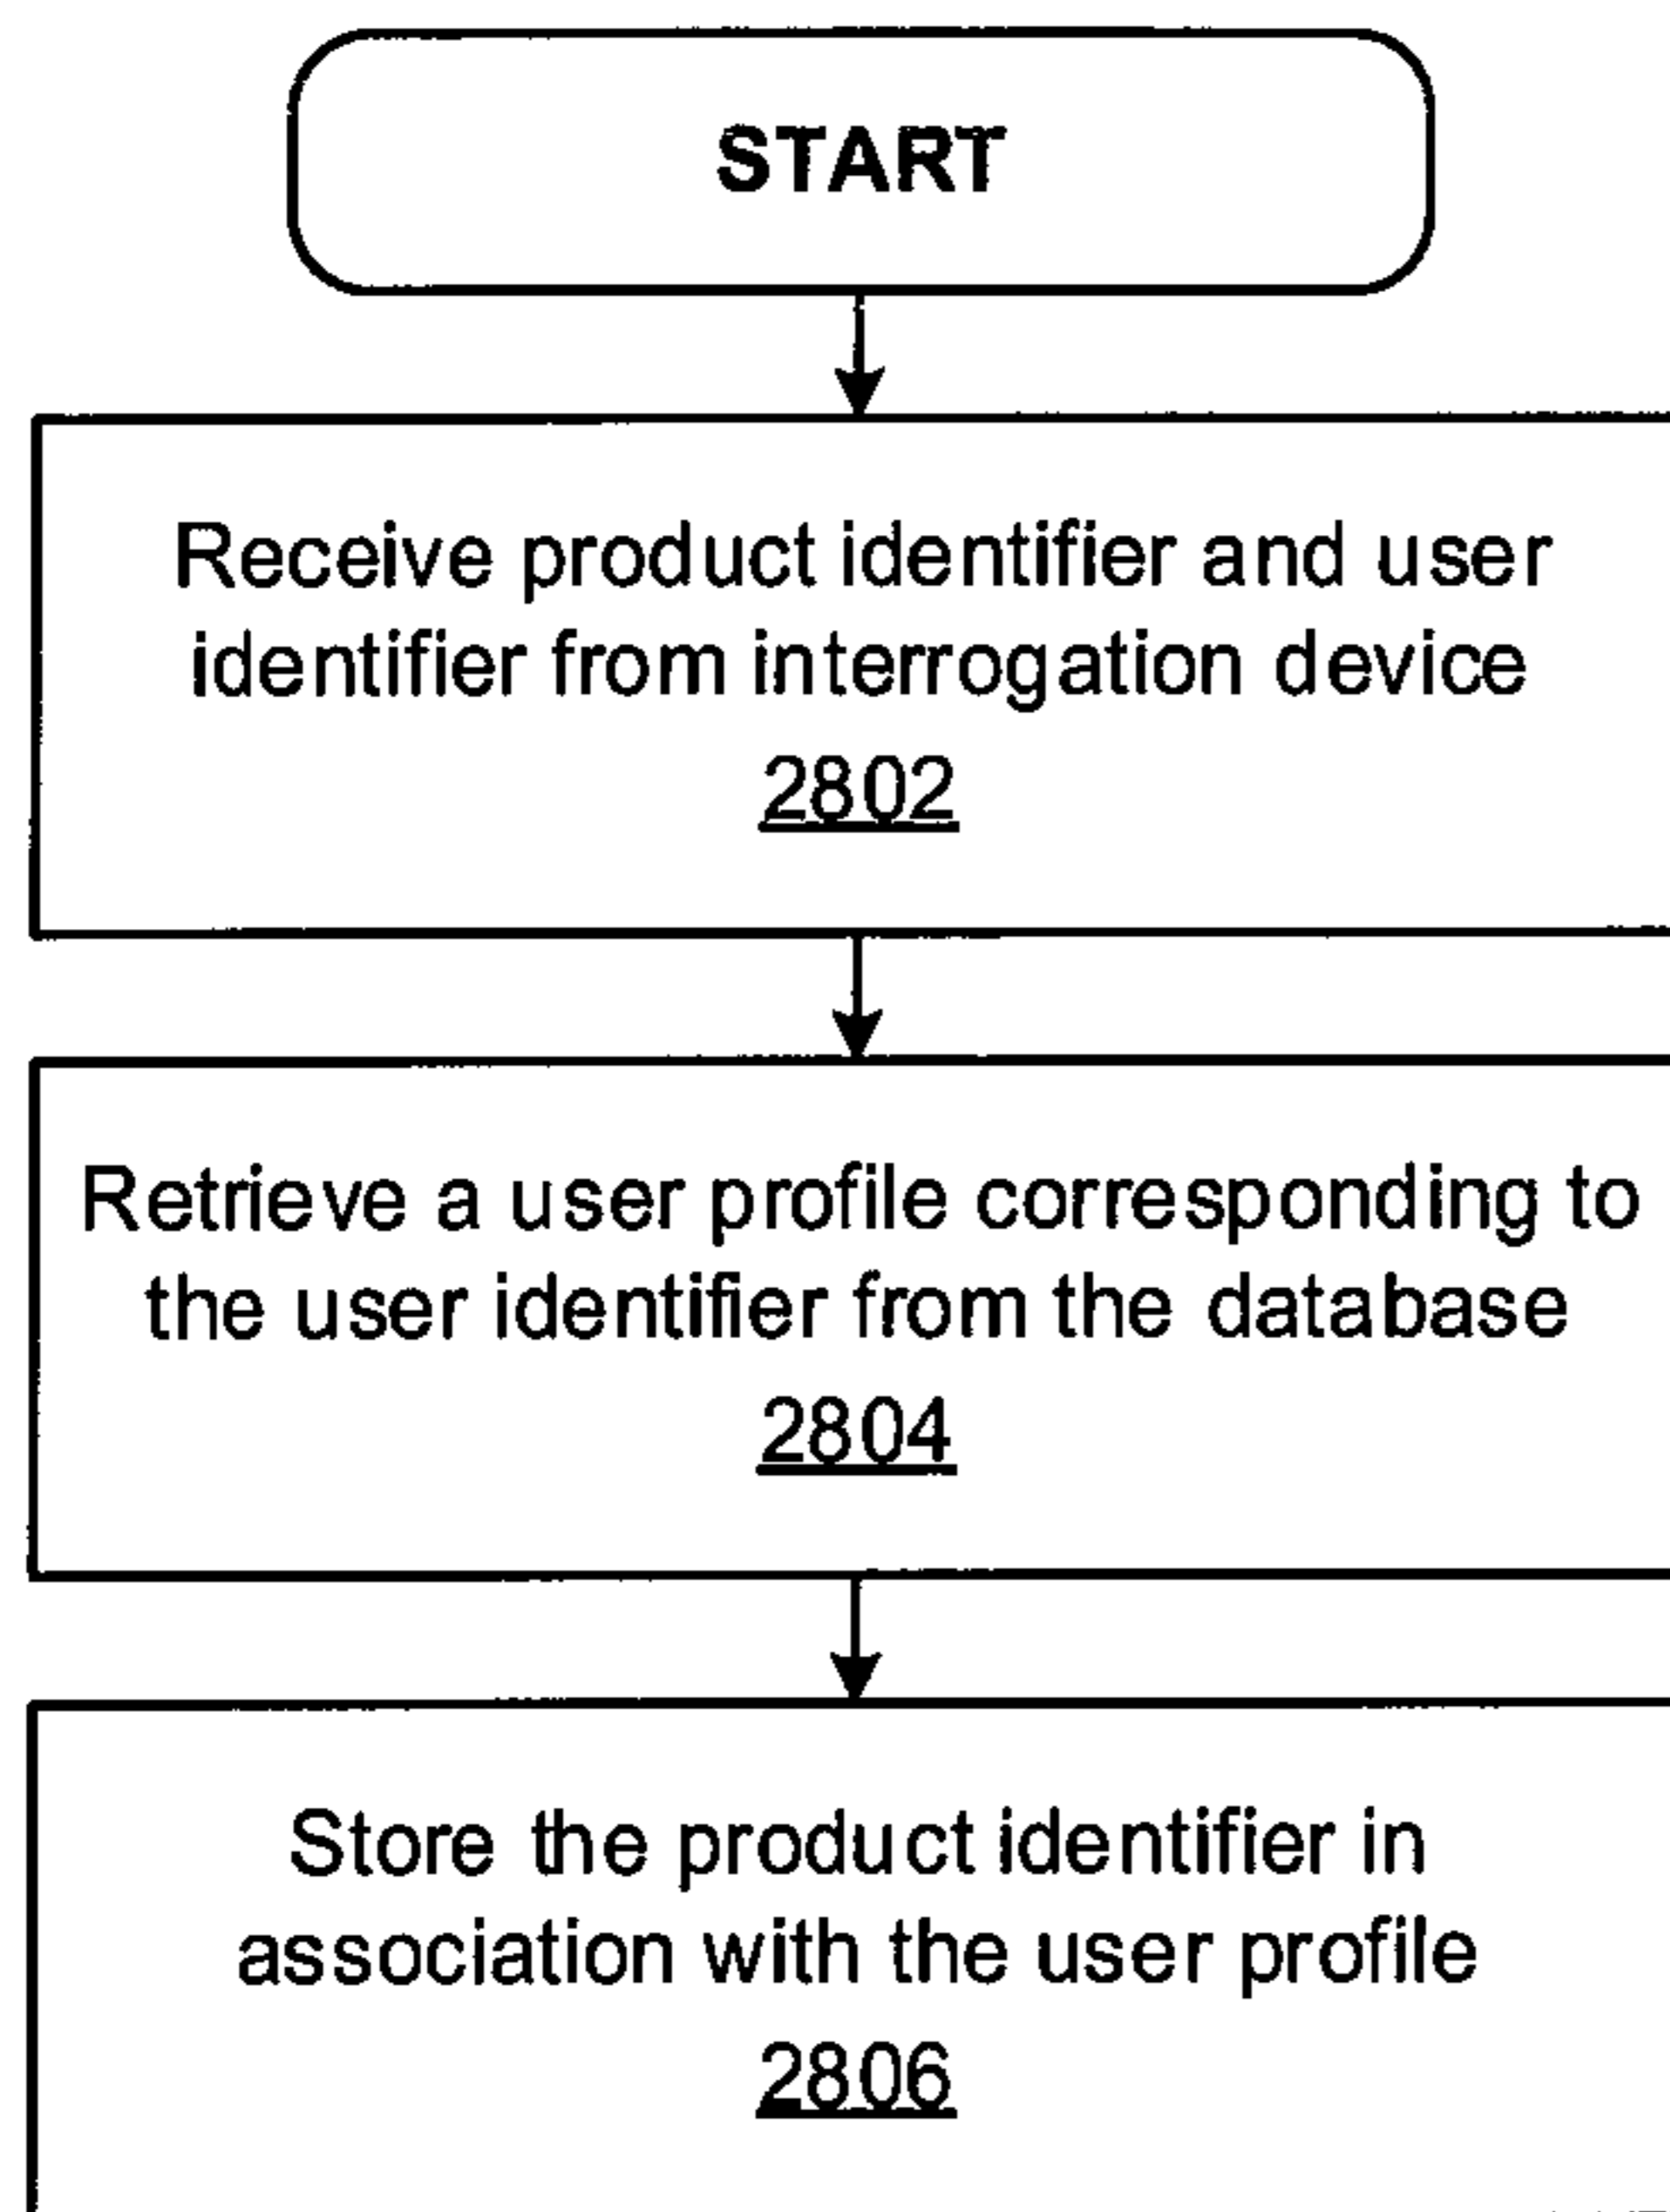 START
Receive product identifier and user
identifier from interrogation device
2802
Retrieve a user profile corresponding to
the user identifier from the database
2804
Store the product identifier in
association with the user profile
2806